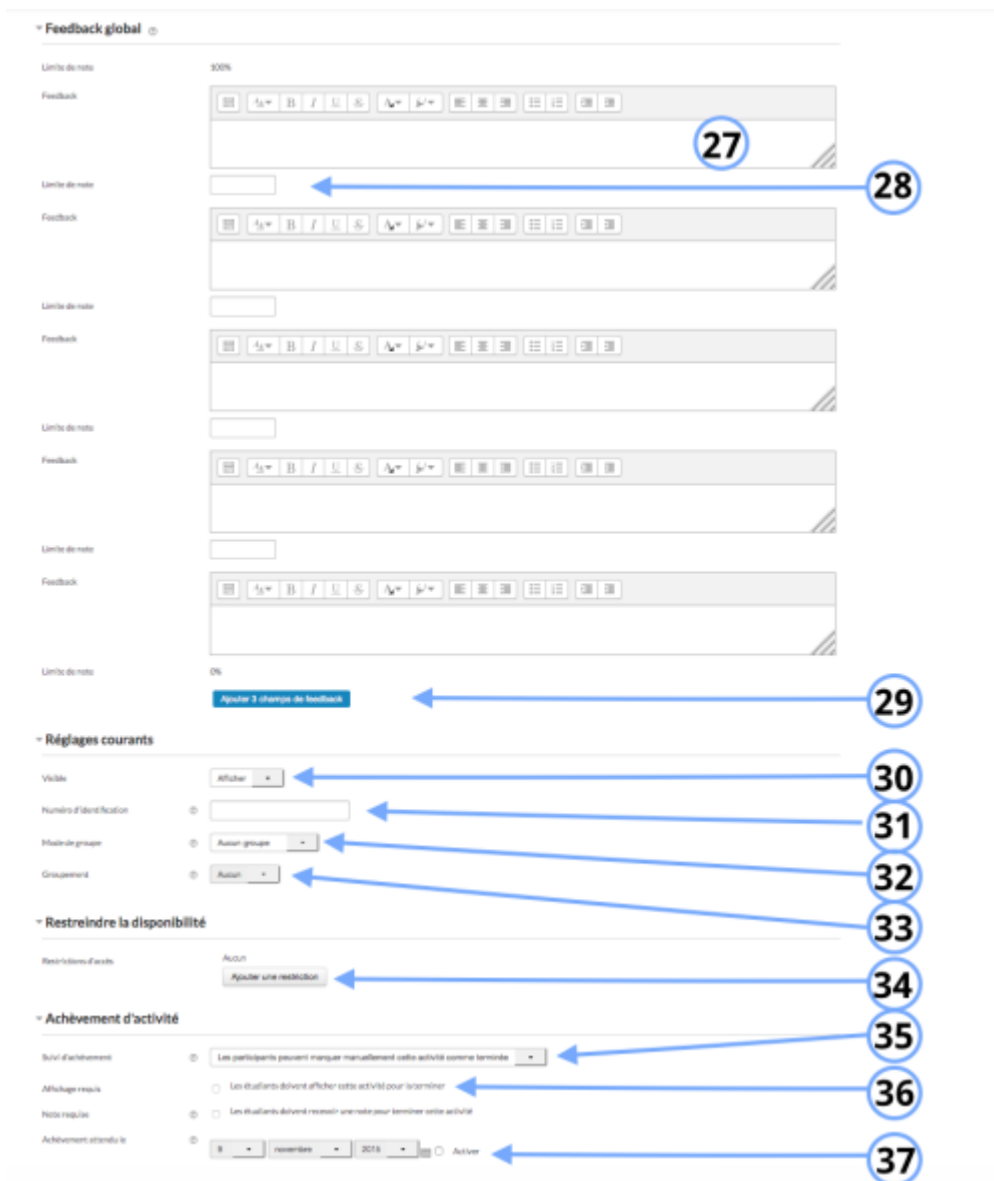 Feedback global
Limite de note 100%
Feedback
27
Limite de note
28
Feedback
Limite de note
Feedback
Limite de note
Feedback
Limite de note
Feedback
Limite de note 0%
Ajouter 3 champs de feedback
29
Réglages courants
Visible Afficher
30
Numéro d'identification
31
Mode de groupe Aucun groupe
32
Groupement Aucun
33
Restreindre la disponibilité
Restrictions d'accès Aucun
Ajouter une restriction
34
Achèvement d'activité
35
Suivi d'achèvement Les participants peuvent marquer manuellement cette activité comme terminée
Affichage requis Les étudiants doivent afficher cette activité pour la terminer
36
Note requise Les étudiants doivent recevoir une note pour terminer cette activité
Achèvement attendu le novembre 2016 Activer
37